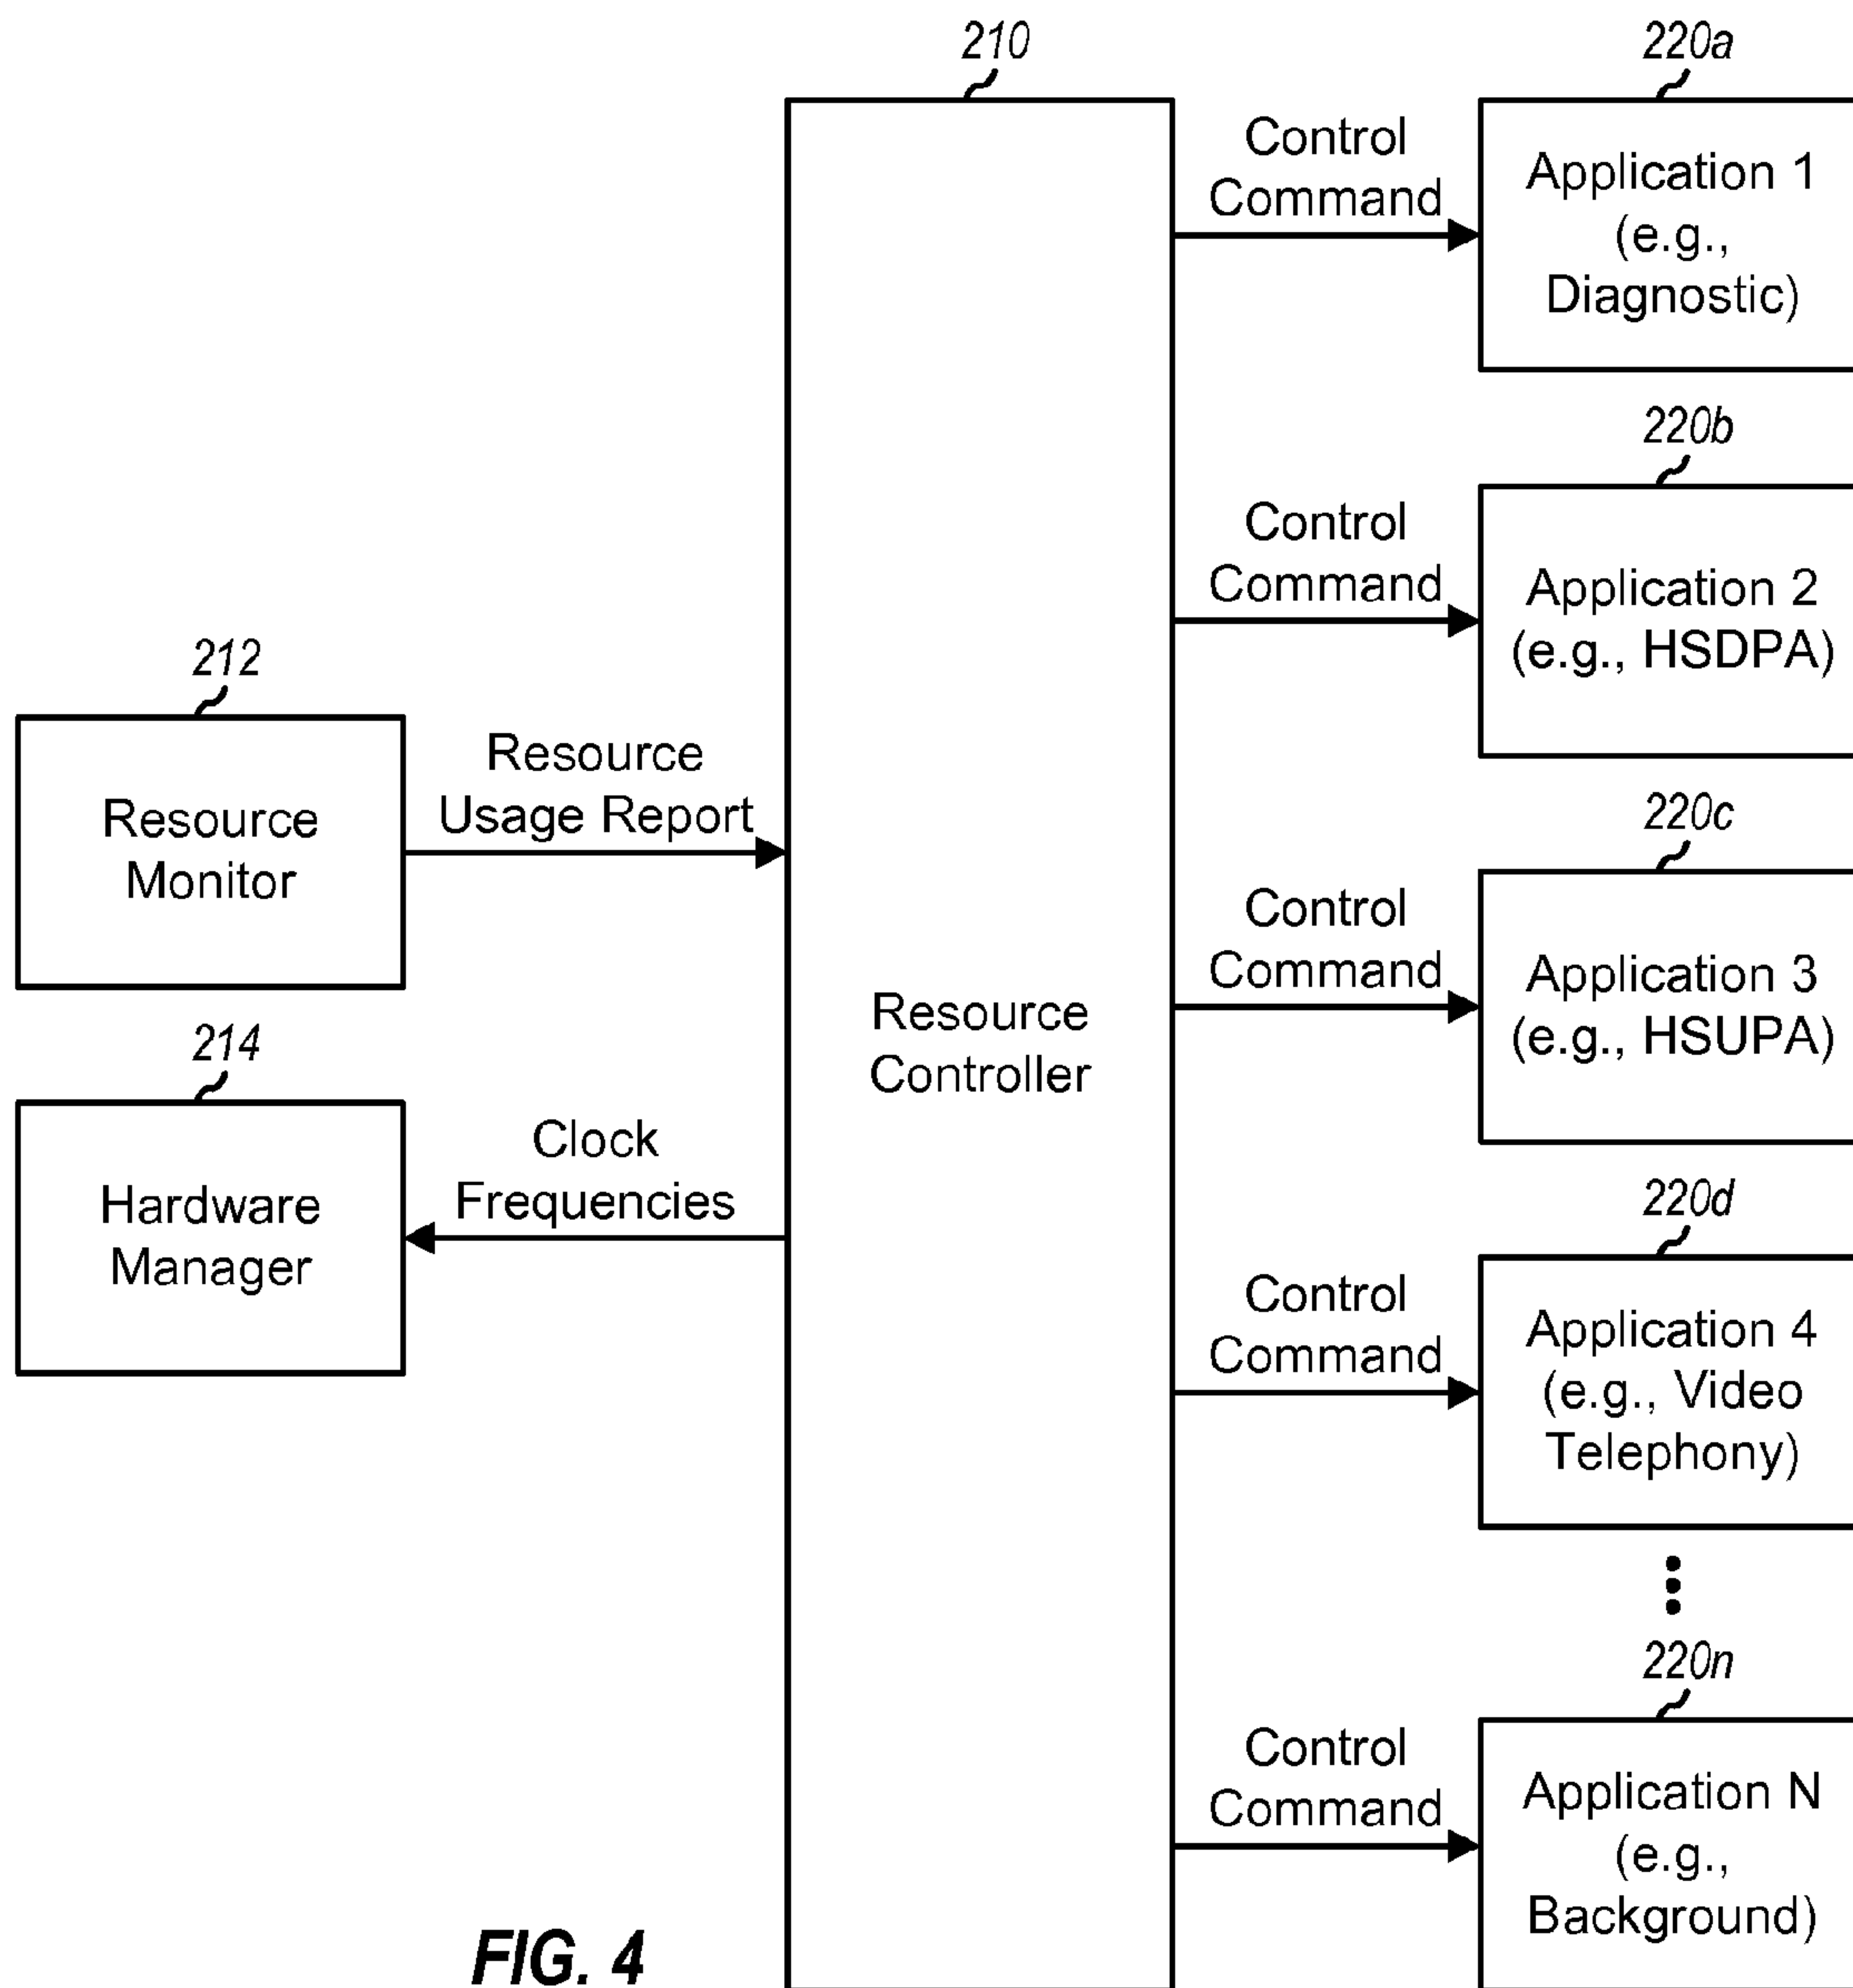 210
220a
Control
Command
Application 1
(e.g.,
Diagnostic)
220b
Control
Command
Application 2
(e.g., HSDPA)
212
Resource
Monitor
Resource
Usage Report
220c
Control
Command
Application 3
(e.g., HSUPA)
Resource
Controller
214
Hardware
Manager
Clock
Frequencies
220d
Control
Command
Application 4
(e.g., Video
Telephony)
220n
Control
Command
Application N
(e.g.,
Background)
FIG. 4